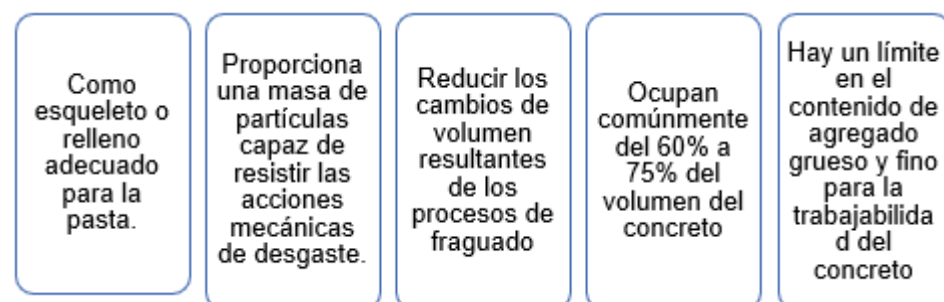 Como
esqueleto o
relleno
adecuado
para la
pasta.
Proporciona
una masa de
partículas
capaz de
resistir las
acciones
mecánicas
de desgaste.
Reducir los
cambios de
volumen
resultantes
de los
procesos de
fraguado
Ocupan
comúnmente
del 60% a
75% del
volumen del
concreto
Hay un límite
en el
contenido de
agregado
grueso y fino
para la
trabajabilida
d del
concreto